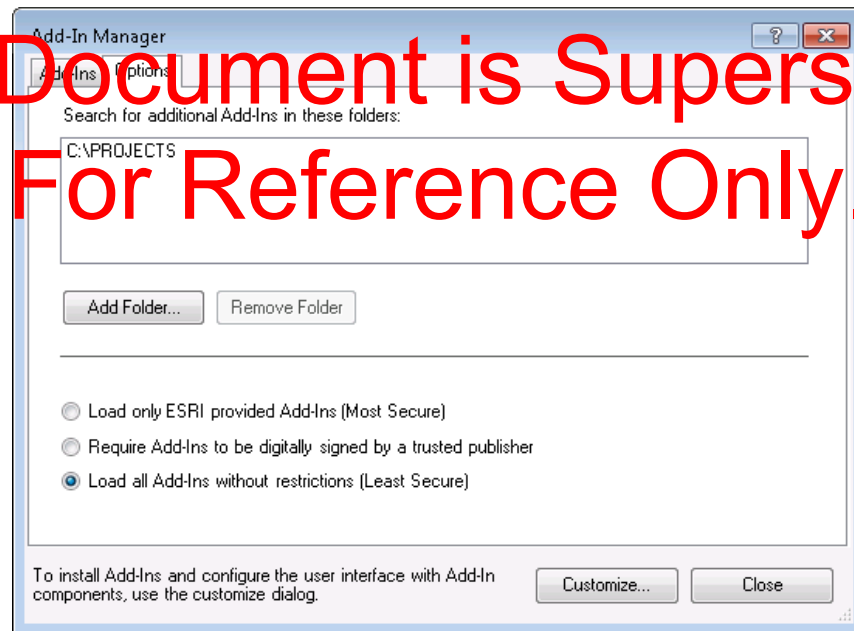 Add-In Manager
Document is Supers
Add-Ins Options
Search for additional Add-Ins in these folders:
C:\PROJECTS
For Reference Only
Add Folder... Remove Folder
Load only ESRI provided Add-Ins (Most Secure)
Require Add-Ins to be digitally signed by a trusted publisher
Load all Add-Ins without restrictions (Least Secure)
To install Add-Ins and configure the user interface with Add-In
components, use the customize dialog.
Customize... Close